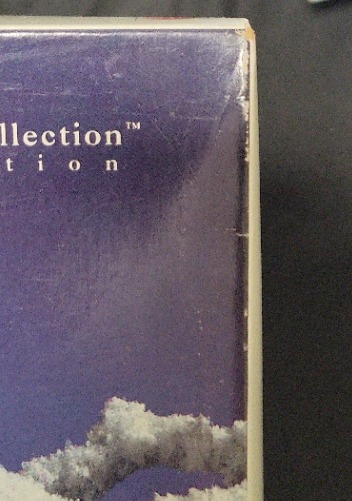 llection™
t i o n